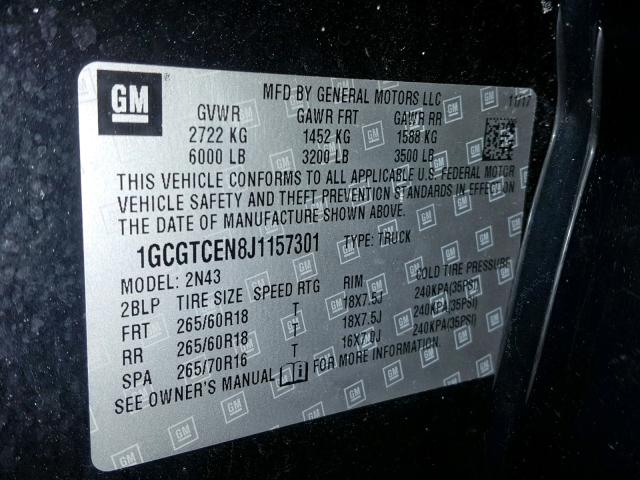 GM
MFD BY GENERAL MOTORS LLC 11/17
GVWR GAWR FRT GAWR RR
2722 KG 1452 KG 1588 KG
6000 LB 3200 LB 3500 LB
THIS VEHICLE CONFORMS TO ALL APPLICABLE U.S. FEDERAL MOTOR
VEHICLE SAFETY AND THEFT PREVENTION STANDARDS IN EFFECT ON
THE DATE OF MANUFACTURE SHOWN ABOVE.
1GCGTCEN8J1157301 TYPE: TRUCK
MODEL: 2N43
2BLP TIRE SIZE SPEED RTG RIM COLD TIRE PRESSURE
FRT 265/60R18 T 18X7.5J 240KPA(35PSI)
RR 265/60R18 T 18X7.5J 240KPA(35PSI)
SPA 265/70R16 T 16X7.0J 240KPA(35PSI)
SEE OWNER'S MANUAL FOR MORE INFORMATION.